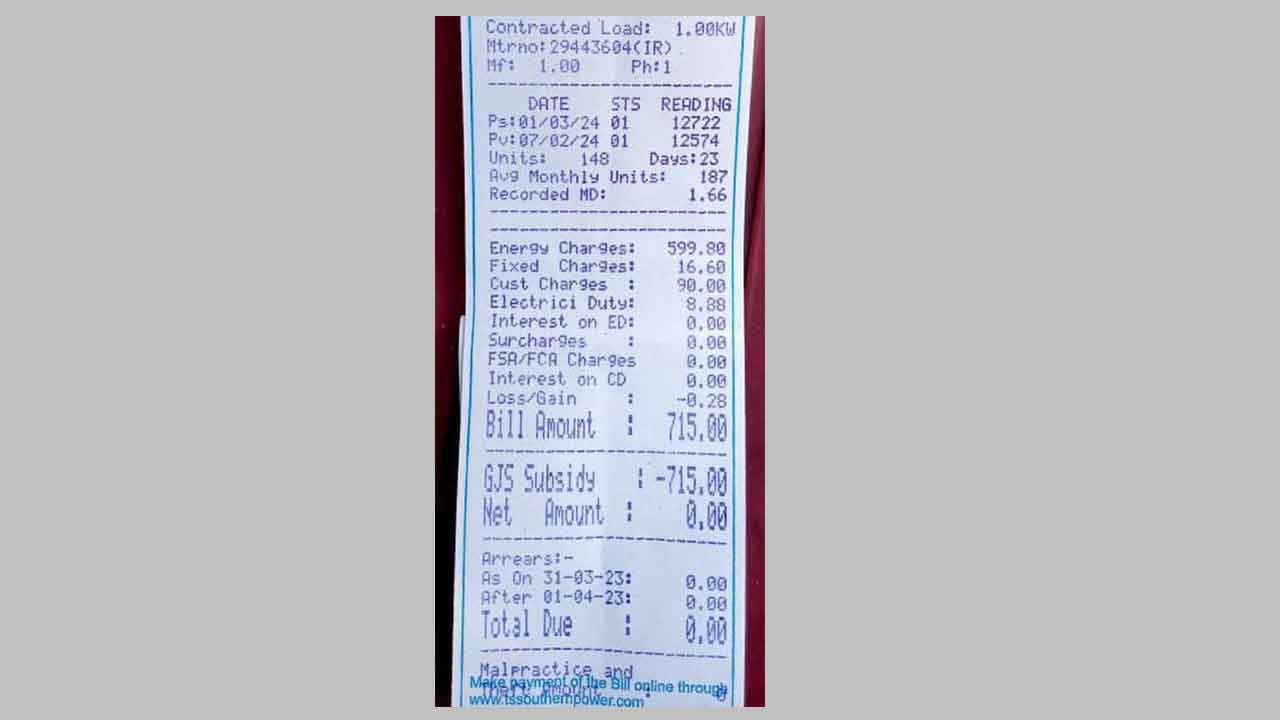 Contracted Load: 1.00KW
Mtrno:29443604(IR)
Mf: 1.00 Ph:1
DATE STS READING
Ps:01/03/24 01 12722
Pv:07/02/24 01 12574
Units: 148 Days:23
Avg Monthly Units: 187
Recorded MD: 1.66
Energy Charges: 599.80
Fixed Charges: 16.60
Cust Charges : 90.00
Electrici Duty: 8.88
Interest on ED: 0.00
Surcharges : 0.00
FSA/FCA Charges 0.00
Interest on CD 0.00
Loss/Gain : -0.28
Bill Amount : 715.00
GJS Subsidy : -715.00
Net Amount : 0.00
Arrears:-
As On 31-03-23: 0.00
After 01-04-23: 0.00
Total Due : 0.00
Malpractice and
Theft Amount : 0
Make payment of the Bill online through
www.tssouthernpower.com